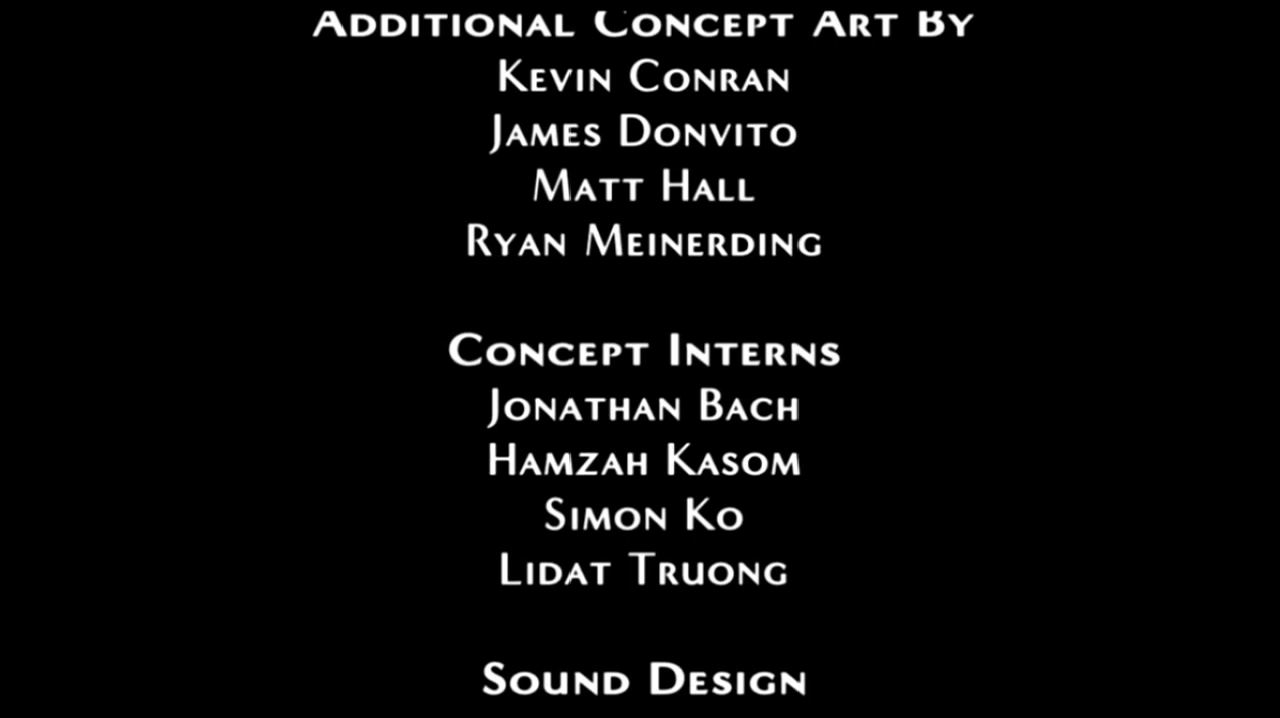 Additional Concept Art By
Kevin Conran
James Donvito
Matt Hall
Ryan Meinerding
Concept Interns
Jonathan Bach
Hamzah Kasom
Simon Ko
Lidat Truong
Sound Design